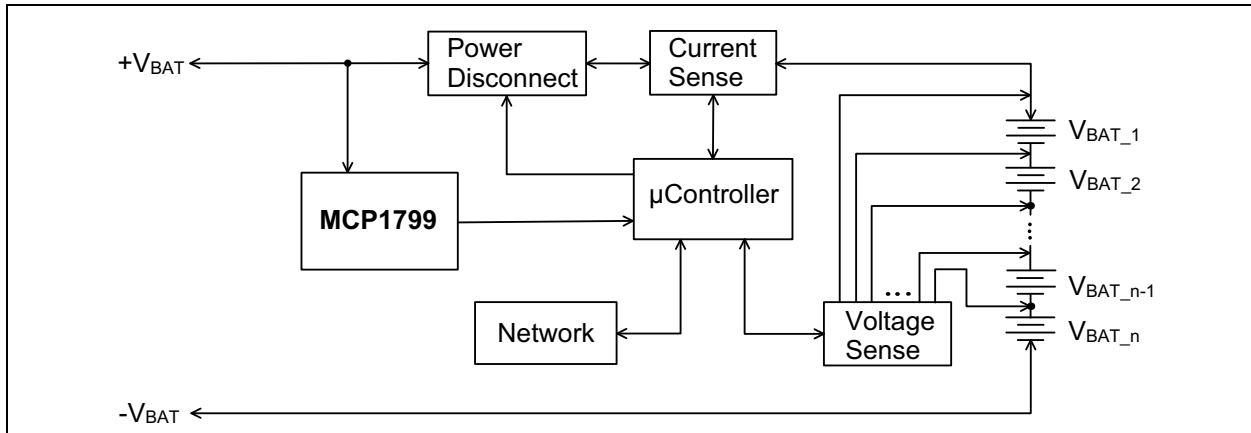 +VBAT
Power
Disconnect
Current
Sense
VBAT_1
VBAT_2
MCP1799
µController
VBAT_n-1
VBAT_n
Network
Voltage
Sense
-VBAT